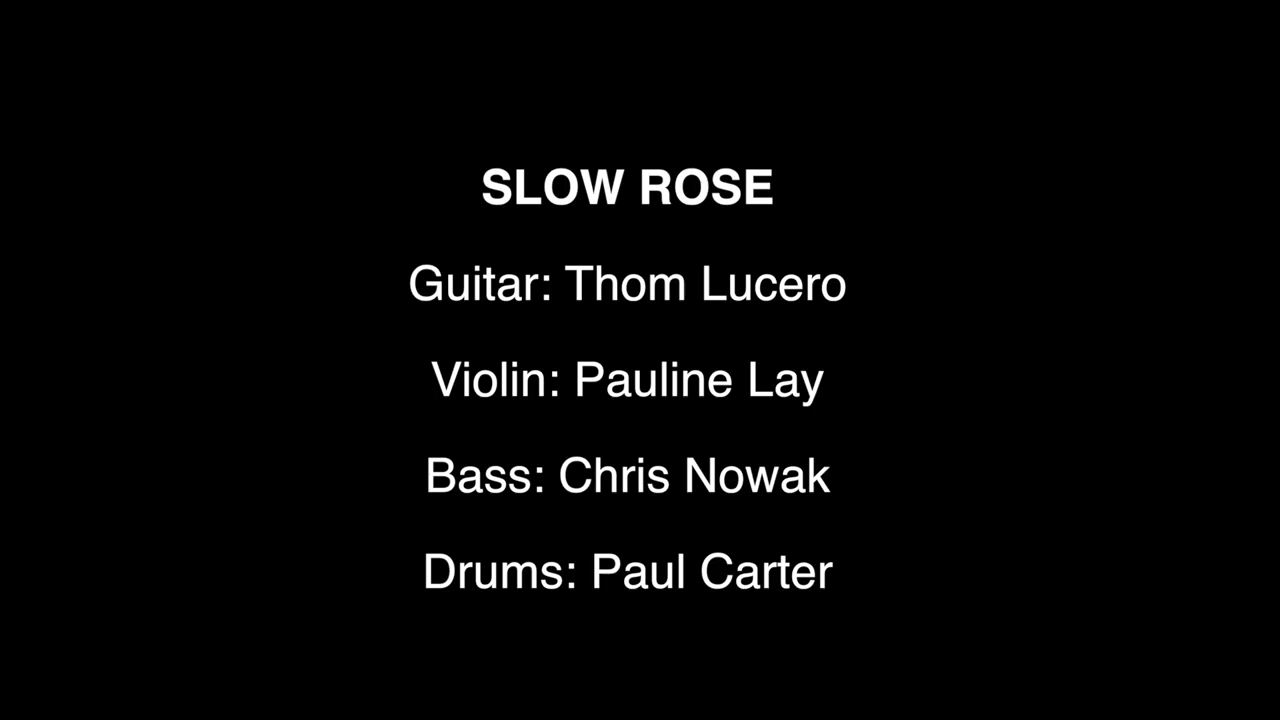 SLOW ROSE
Guitar: Thom Lucero
Violin: Pauline Lay
Bass: Chris Nowak
Drums: Paul Carter